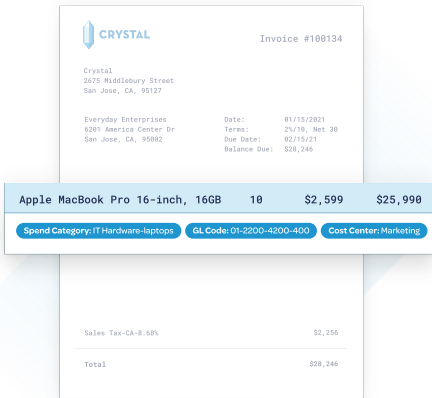 CRYSTAL
Invoice #100134
Crystal
2675 Middlebury Street
San Jose, CA, 95127
Everyday Enterprises
6201 America Center Dr
San Jose, CA, 95002
Date: 01/15/2021
Terms: 2%/10, Net 30
Due Date: 02/15/21
Balance Due: $28,246
Apple MacBook Pro 16-inch, 16GB 10 $2,599 $25,990
Spend Category: IT Hardware-laptops GL Code: 01-2200-4200-400 Cost Center: Marketing
Sales Tax-CA-8.68% $2,256
Total $28,246